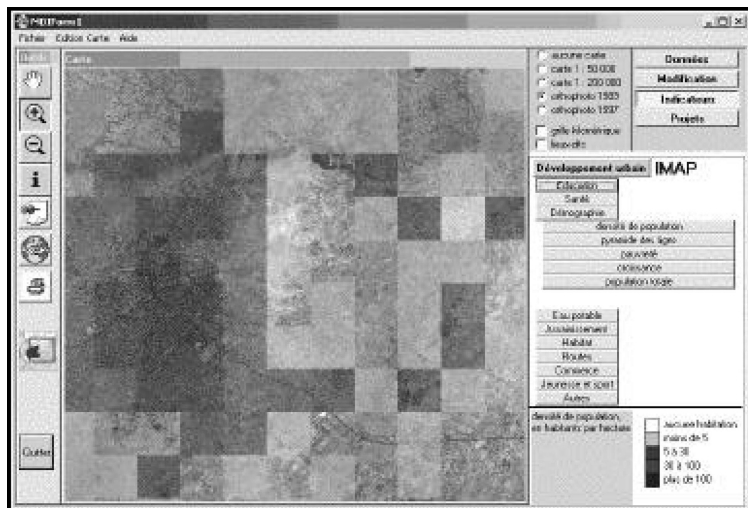 MDIForm1
Fichier Edition Carte Aide
Outils
Carte
aucune carte
carte 1 : 50 000
carte 1 : 200 000
orthophoto 1989
orthophoto 1997
grille kilométrique
lieux-dits
Données
Modification
Indicateurs
Projets
Développement urbain IMAP
Education
Santé
Démographie
densité de population
pyramide des âges
pauvreté
croissance
population totale
Eau potable
Assainissement
Habitat
Routes
Commerce
Jeunesse et sport
Autres
Quitter
densité de population,
en habitants par hectare
aucune habitation
moins de 5
5 à 30
30 à 100
plus de 100